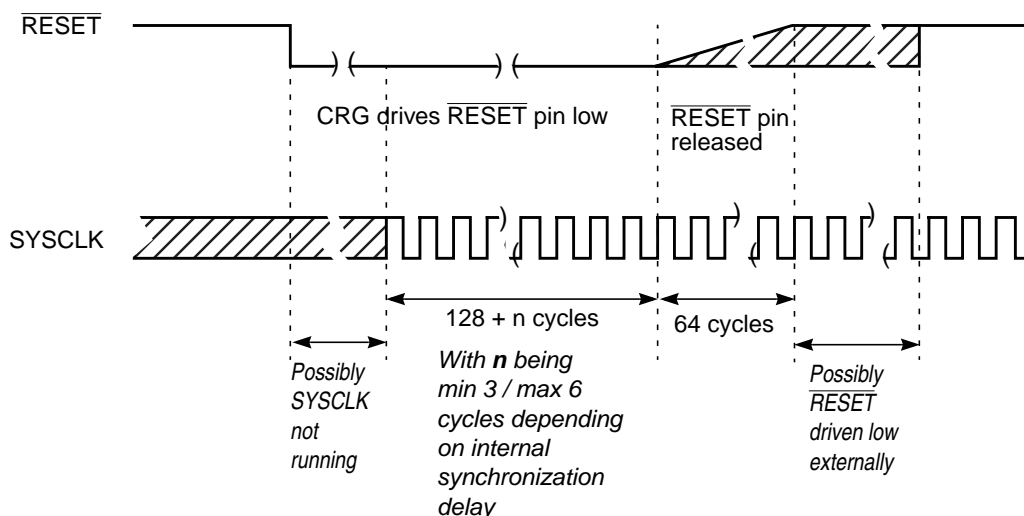 RESET
CRG drives RESET pin low
RESET pin
released
SYSCLK
128 + n cycles
64 cycles
Possibly
SYSCLK
not
running
With n being
min 3 / max 6
cycles depending
on internal
synchronization
delay
Possibly
RESET
driven low
externally